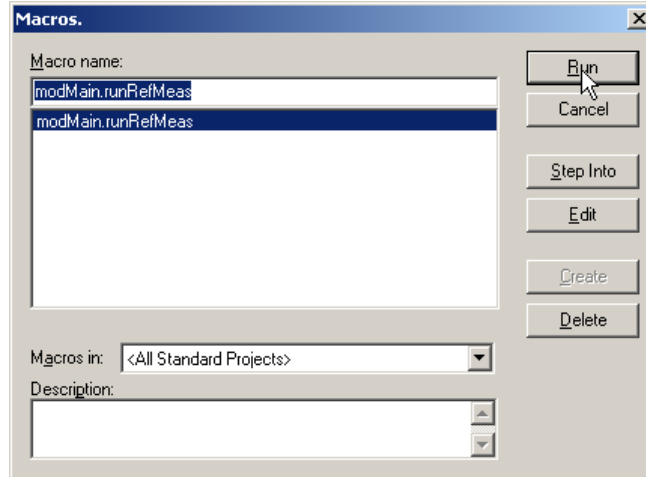 Macros.
Macro name:
modMain.runRefMeas
modMain.runRefMeas
Run
Cancel
Step Into
Edit
Create
Delete
Macros in: <All Standard Projects>
Description: